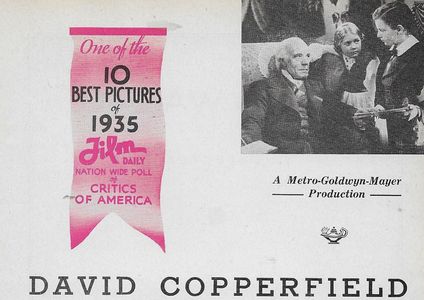 One of the
10
BEST PICTURES
of
1935
Film
DAILY
NATION WIDE POLL
of
CRITICS
OF AMERICA
A Metro-Goldwyn-Mayer
Production
DAVID COPPERFIELD